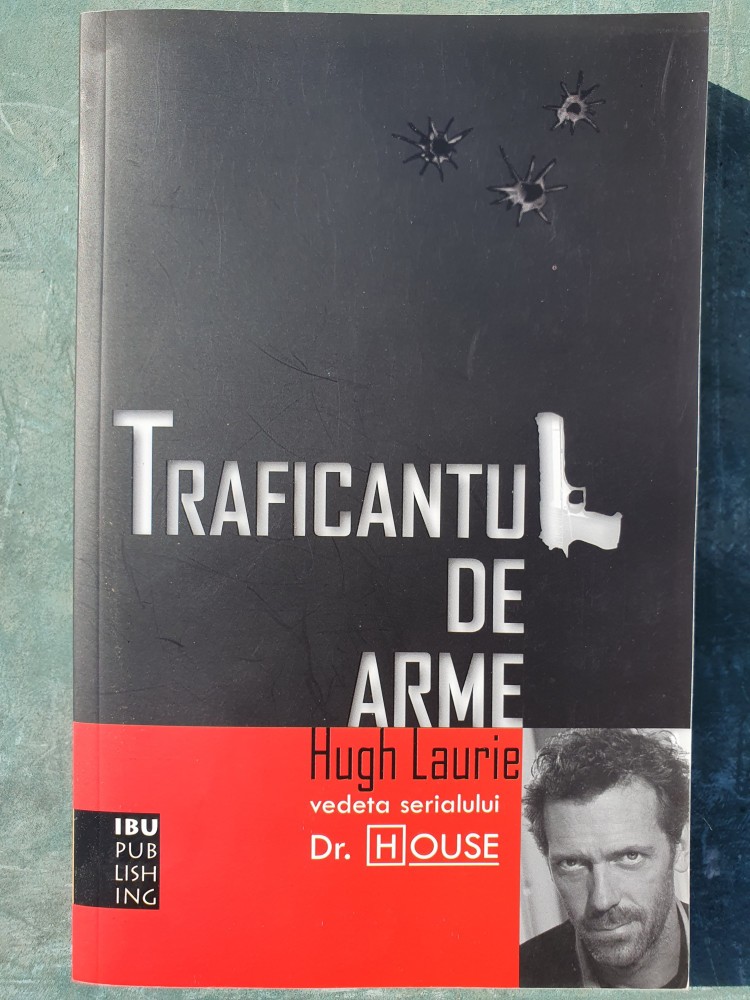 TRAFICANTUL
DE
ARME
Hugh Laurie
vedeta serialului
Dr. HOUSE
IBU
PUB
LISH
ING